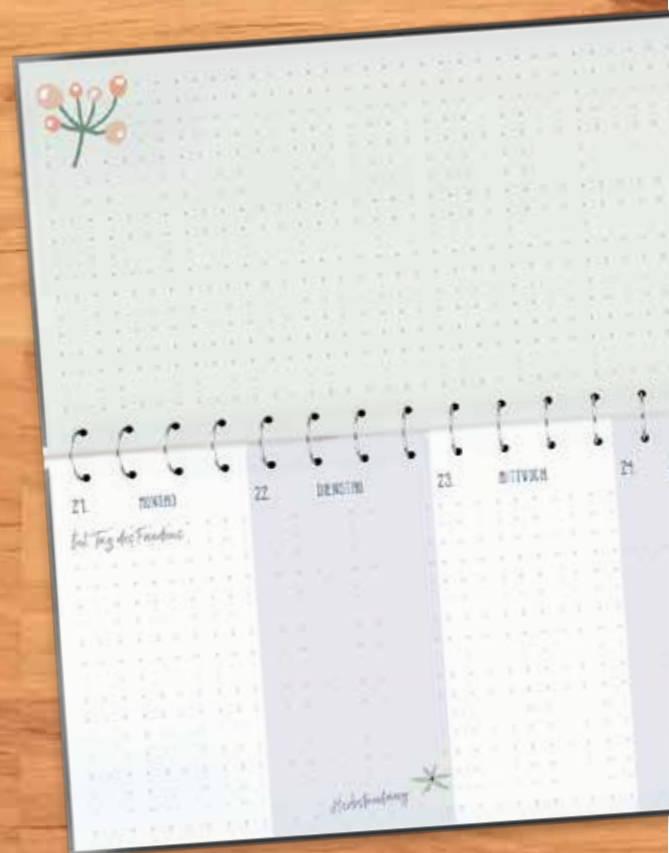 21. MONTAG
Int. Tag des Friedens
22. DIENSTAG
Herbstanfang
23. MITTWOCH
24.